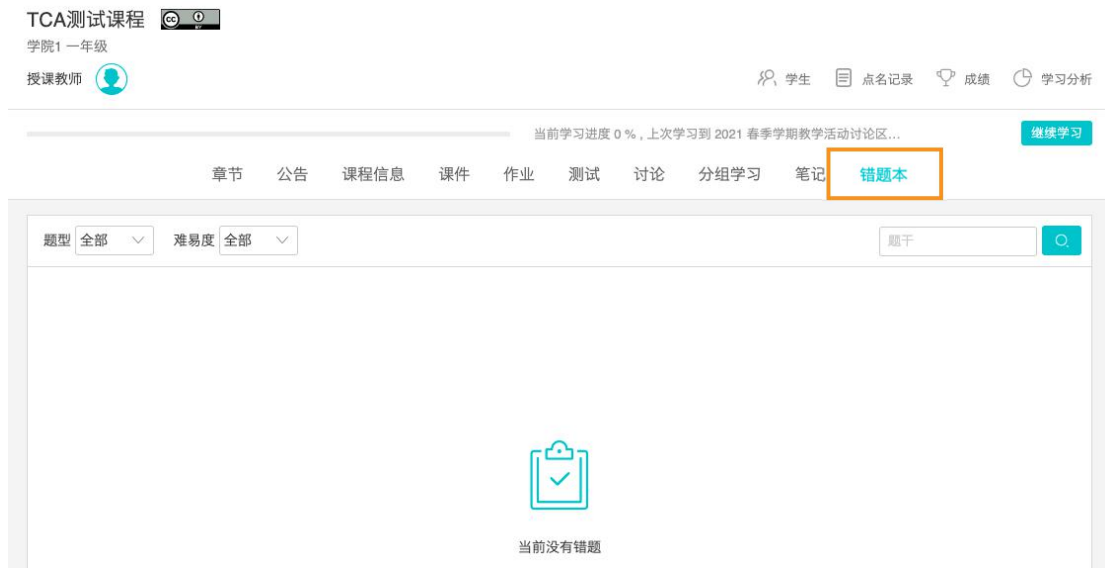 TCA测试课程 cc BY
学院1 一年级
授课教师 学生 点名记录 成绩 学习分析
当前学习进度 0 % , 上次学习到 2021 春季学期教学活动讨论区... 继续学习
章节 公告 课程信息 课件 作业 测试 讨论 分组学习 笔记 错题本
题型 全部 难易度 全部 题干
当前没有错题